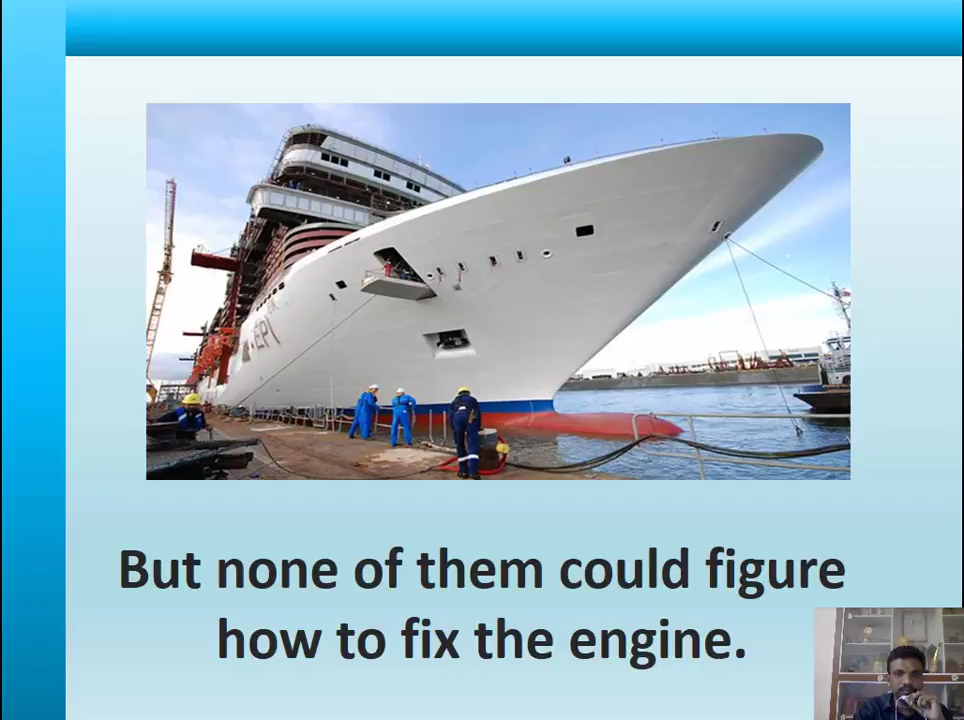 But none of them could figure
how to fix the engine.